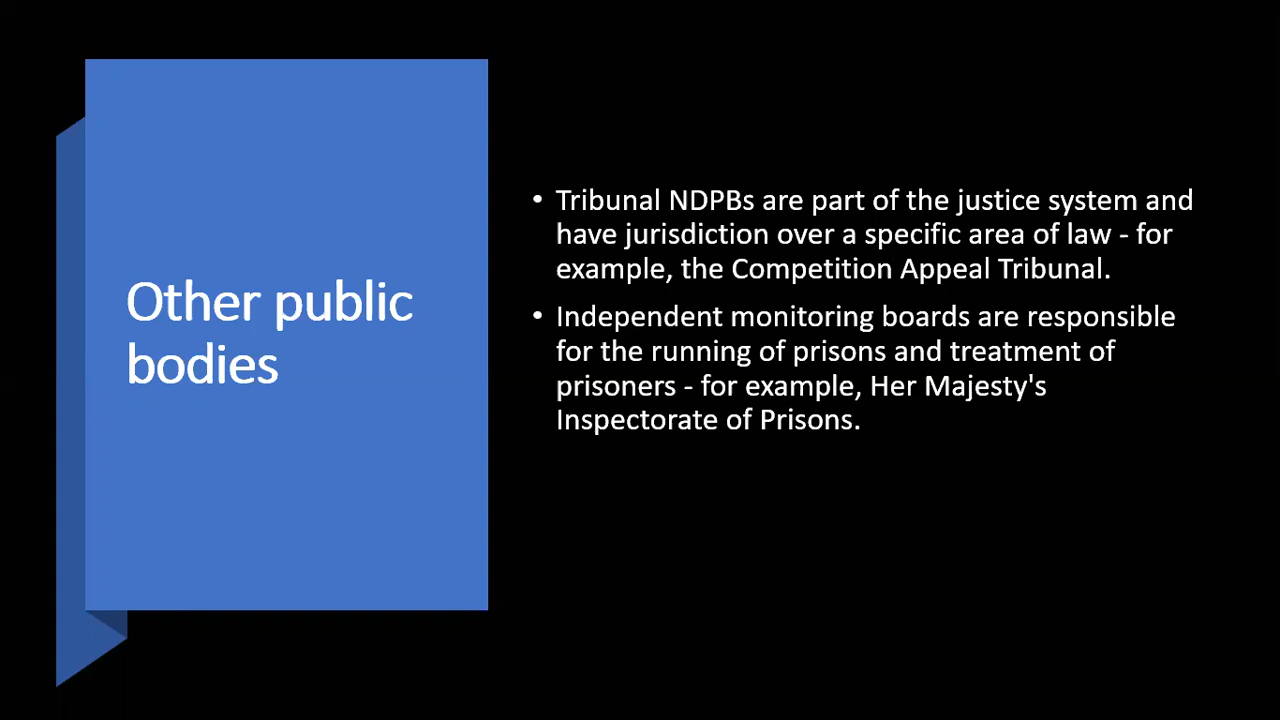 Other public
bodies
• Tribunal NDPBs are part of the justice system and
have jurisdiction over a specific area of law - for
example, the Competition Appeal Tribunal.
• Independent monitoring boards are responsible
for the running of prisons and treatment of
prisoners - for example, Her Majesty's
Inspectorate of Prisons.